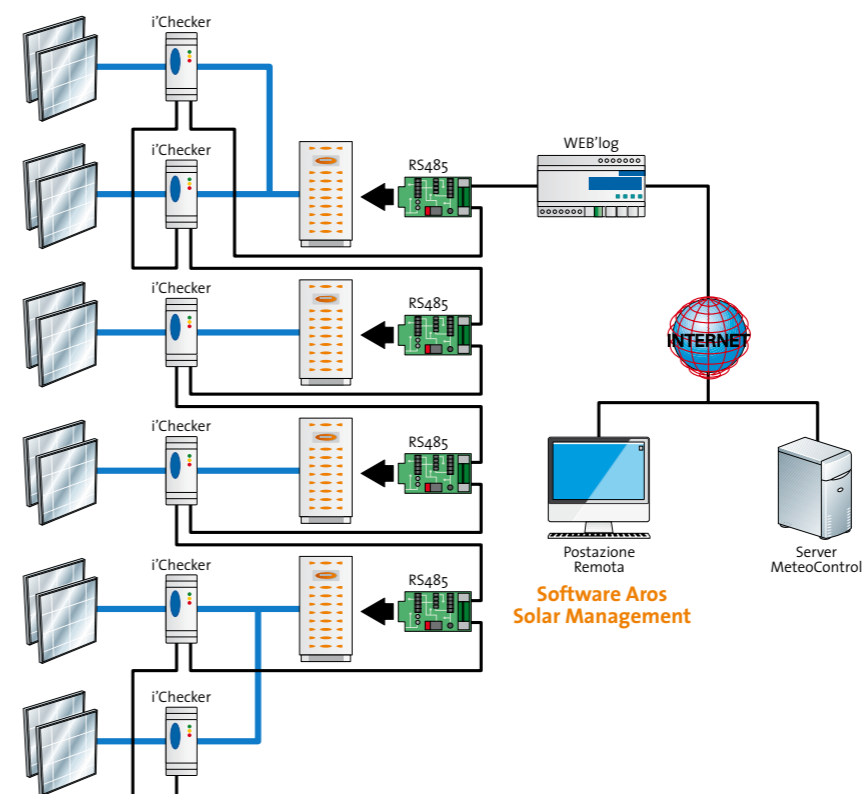 i'Checker
i'Checker
RS485
WEB'log
i'Checker
RS485
INTERNET
i'Checker
RS485
Postazione
Remota
Server
MeteoControl
Software Aros
Solar Management
i'Checker
RS485
i'Checker